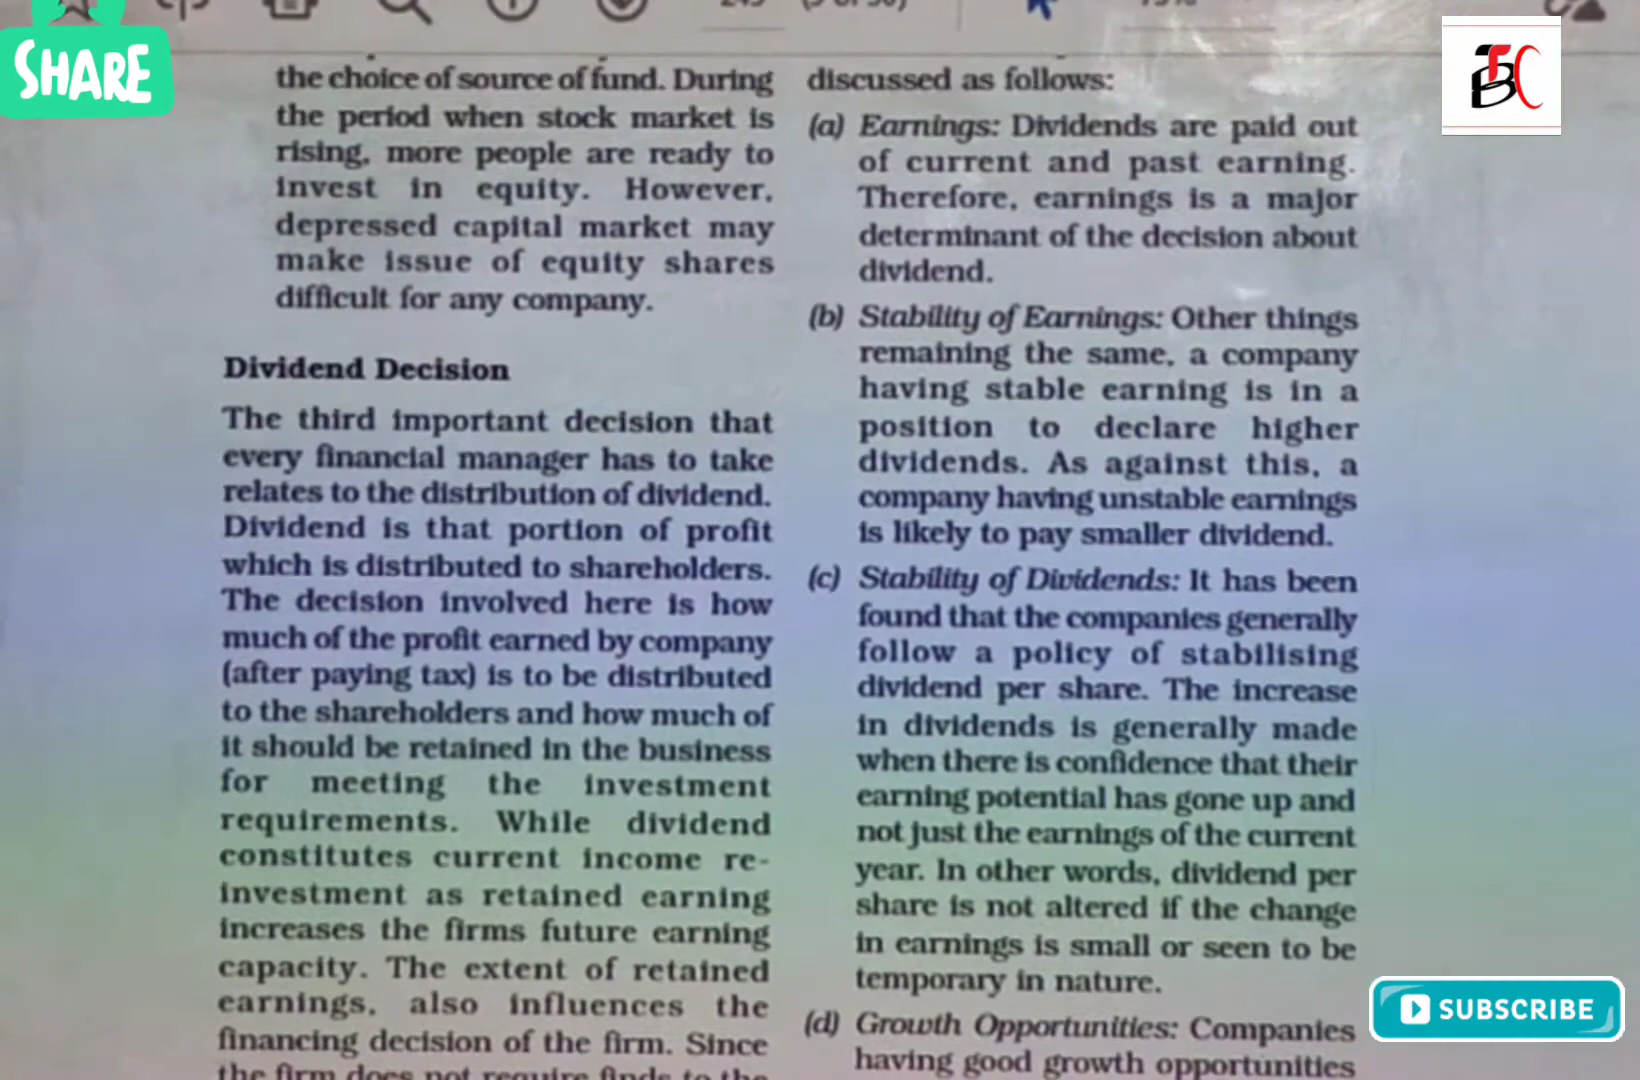 SHARE
the choice of source of fund. During
the period when stock market is
rising, more people are ready to
invest in equity. However,
depressed capital market may
make issue of equity shares
difficult for any company.
Dividend Decision
The third important decision that
every financial manager has to take
relates to the distribution of dividend.
Dividend is that portion of profit
which is distributed to shareholders.
The decision involved here is how
much of the profit earned by company
(after paying tax) is to be distributed
to the shareholders and how much of
it should be retained in the business
for meeting the investment
requirements. While dividend
constitutes current income re-
investment as retained earning
increases the firms future earning
capacity. The extent of retained
earnings, also influences the
financing decision of the firm. Since
the firm does not require finds to the
discussed as follows:
(a) Earnings: Dividends are paid out
of current and past earning.
Therefore, earnings is a major
determinant of the decision about
dividend.
(b) Stability of Earnings: Other things
remaining the same, a company
having stable earning is in a
position to declare higher
dividends. As against this, a
company having unstable earnings
is likely to pay smaller dividend.
(c) Stability of Dividends: It has been
found that the companies generally
follow a policy of stabilising
dividend per share. The increase
in dividends is generally made
when there is confidence that their
earning potential has gone up and
not just the earnings of the current
year. In other words, dividend per
share is not altered if the change
in earnings is small or seen to be
temporary in nature.
(d) Growth Opportunities: Companies
having good growth opportunities
SUBSCRIBE